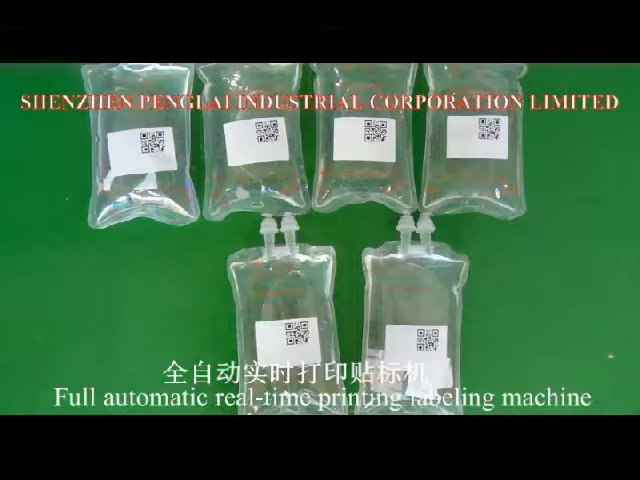 SHENZHEN PENGLAI INDUSTRIAL CORPORATION LIMITED
全自动实时打印贴标机
Full automatic real-time printing labeling machine